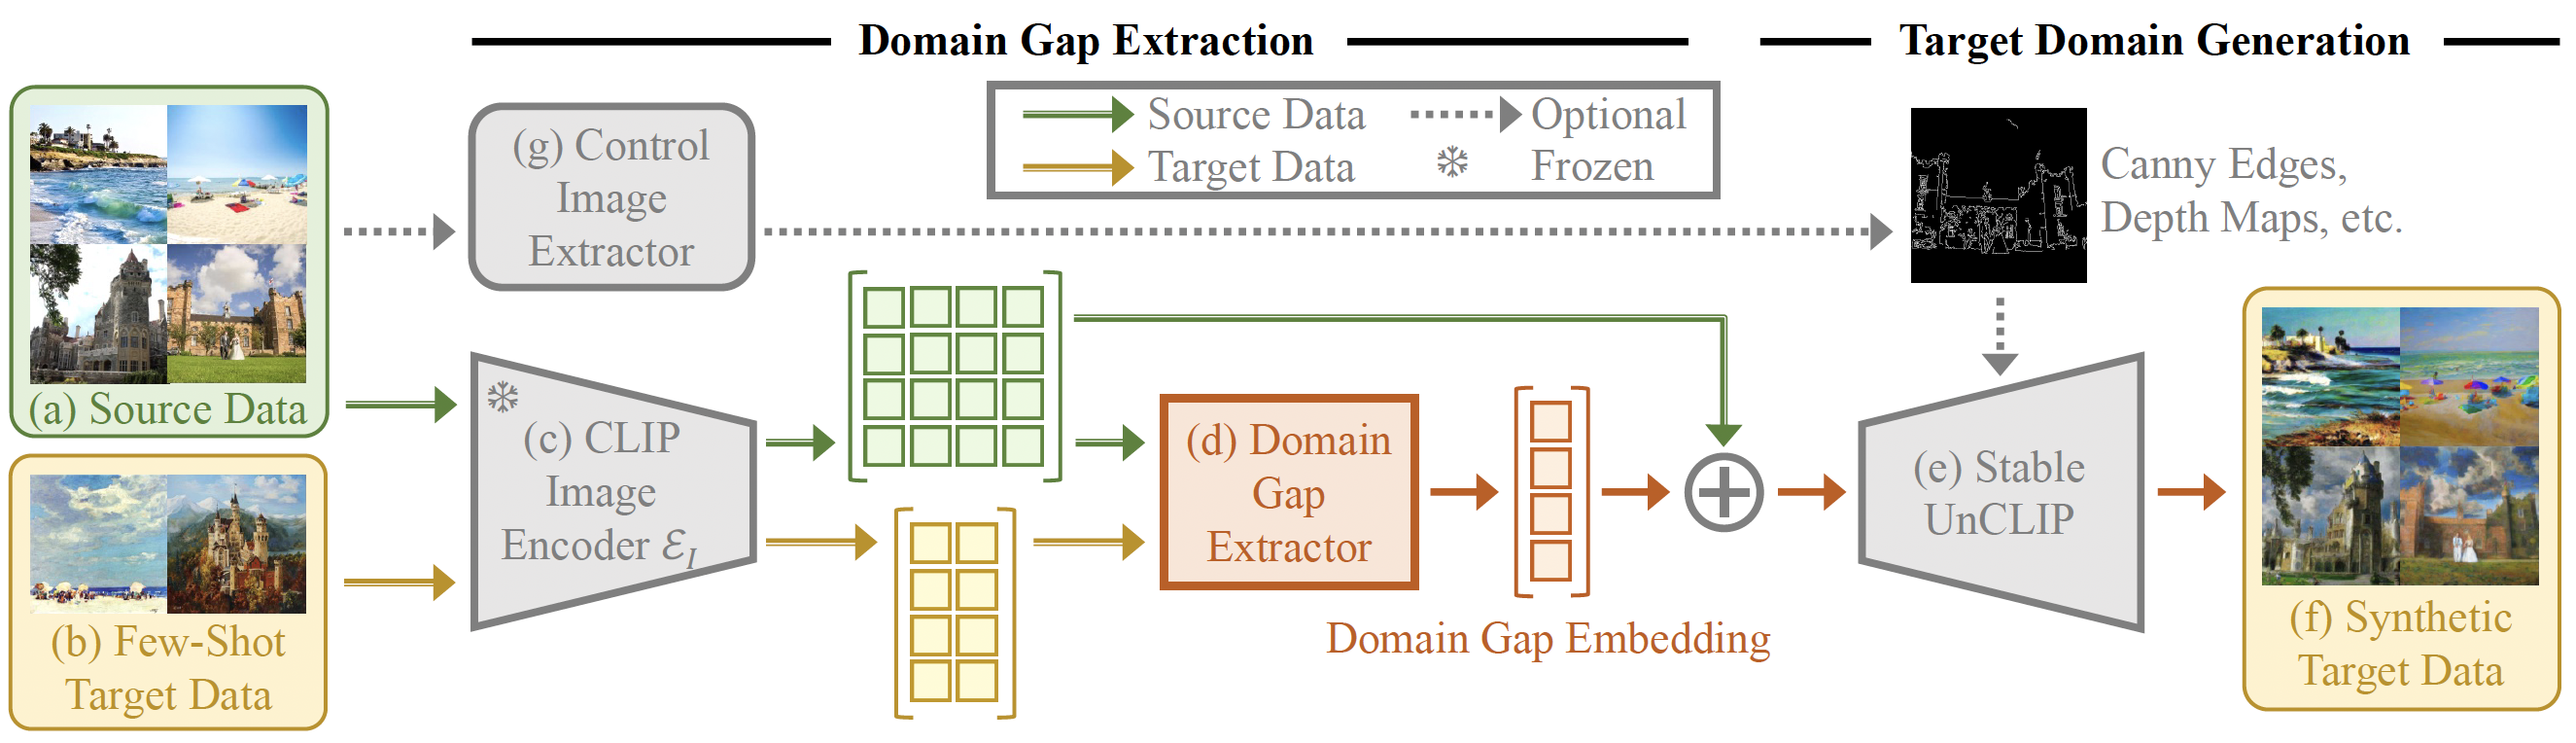 Domain Gap Extraction
Target Domain Generation
Source Data
Optional
Target Data
Frozen
(a) Source Data
(b) Few-Shot
Target Data
(g) Control
Image
Extractor
(c) CLIP
Image
Encoder ℰ_I
(d) Domain
Gap
Extractor
Domain Gap Embedding
Canny Edges,
Depth Maps, etc.
(e) Stable
UnCLIP
(f) Synthetic
Target Data